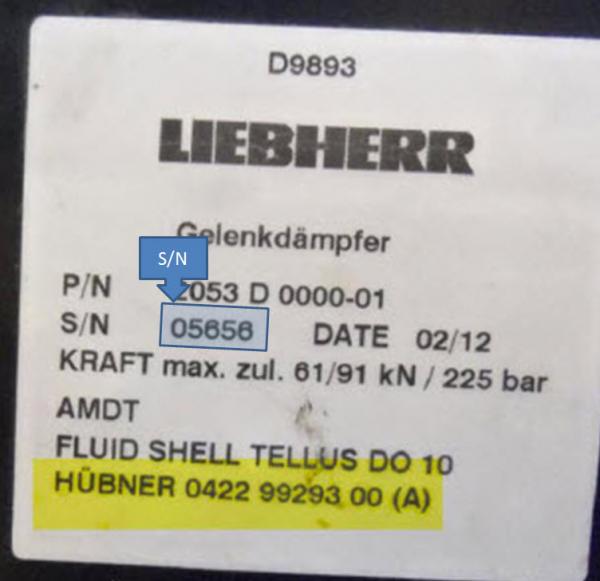 D9893
LIEBHERR
Gelenkdämpfer
S/N
P/N 2053 D 0000-01
S/N 05656 DATE 02/12
KRAFT max. zul. 61/91 kN / 225 bar
AMDT
FLUID SHELL TELLUS DO 10
HÜBNER 0422 99293 00 (A)